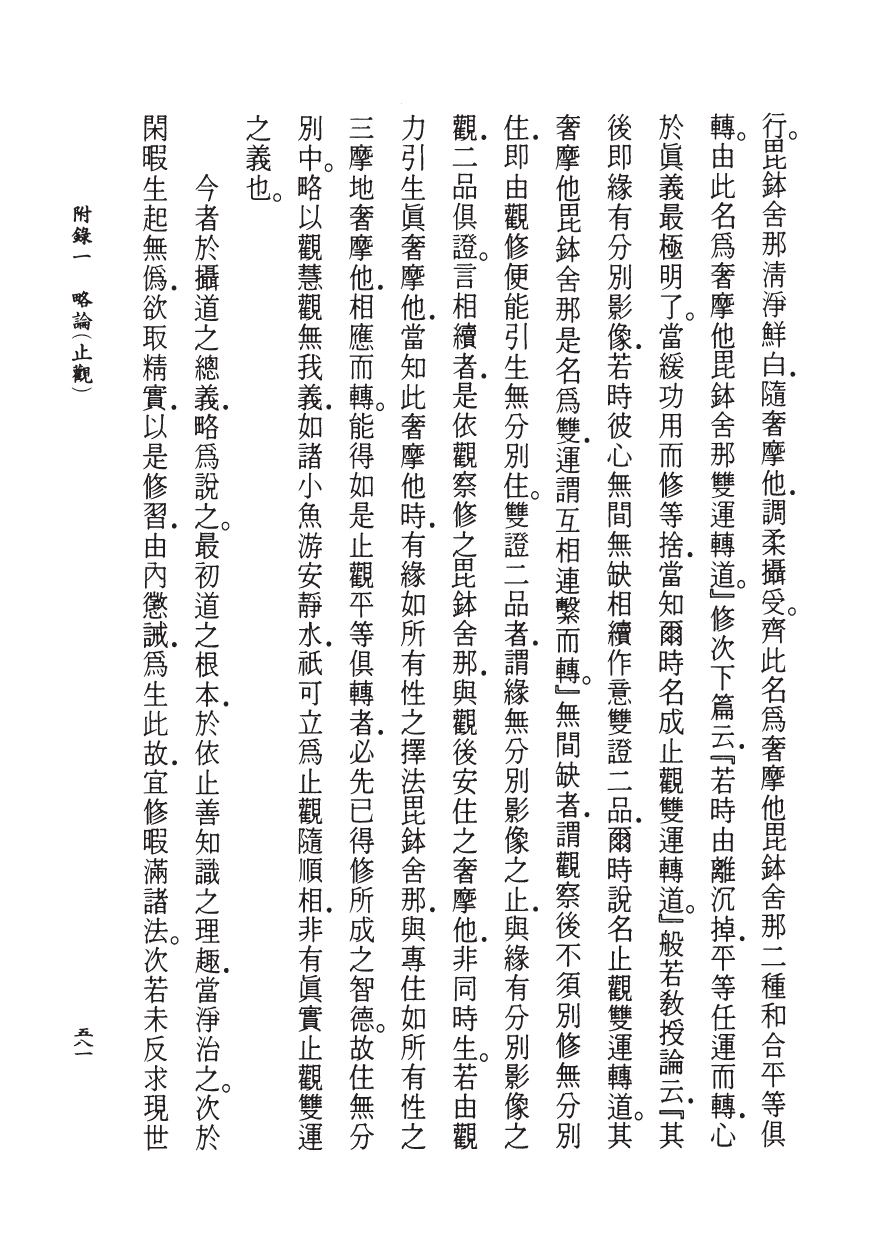 行。毘鉢舍那淸淨鮮白．隨奢摩他．調柔攝受。齊此名爲奢摩他毘鉢舍那二種和合平等俱
轉。由此名爲奢摩他毘鉢舍那雙運轉道。』修次下篇云．『若時由離沉掉．平等任運而轉．心
於眞義最極明了。當緩功用而修等捨．當知爾時名成止觀雙運轉道。』般若敎授論云．『其
後即緣有分別影像．若時彼心無間無缺相續作意雙證二品．爾時說名止觀雙運轉道。其
奢摩他毘鉢舍那是名爲雙．運謂互相連繫而轉。』無間缺者．謂觀察後不須別修無分別
住．即由觀修便能引生無分別住。雙證二品者．謂緣無分別影像之止．與緣有分別影像之
觀．二品俱證。言相續者．是依觀察修之毘鉢舍那．與觀後安住之奢摩他．非同時生。若由觀
力引生眞奢摩他．當知此奢摩他時．有緣如所有性之擇法毘鉢舍那．與專住如所有性之
三摩地奢摩他．相應而轉。能得如是止觀平等俱轉者．必先已得修所成之智德。故住無分
別中。略以觀慧觀無我義．如諸小魚游安靜水．祇可立爲止觀隨順相．非有眞實止觀雙運
之義也。
今者於攝道之總義．略爲說之。最初道之根本．於依止善知識之理趣．當淨治之。次於
閑暇生起無僞．欲取精實．以是修習．由內懲誡．爲生此故．宜修暇滿諸法。次若未反求現世
附錄一　略論（止觀）
五八一